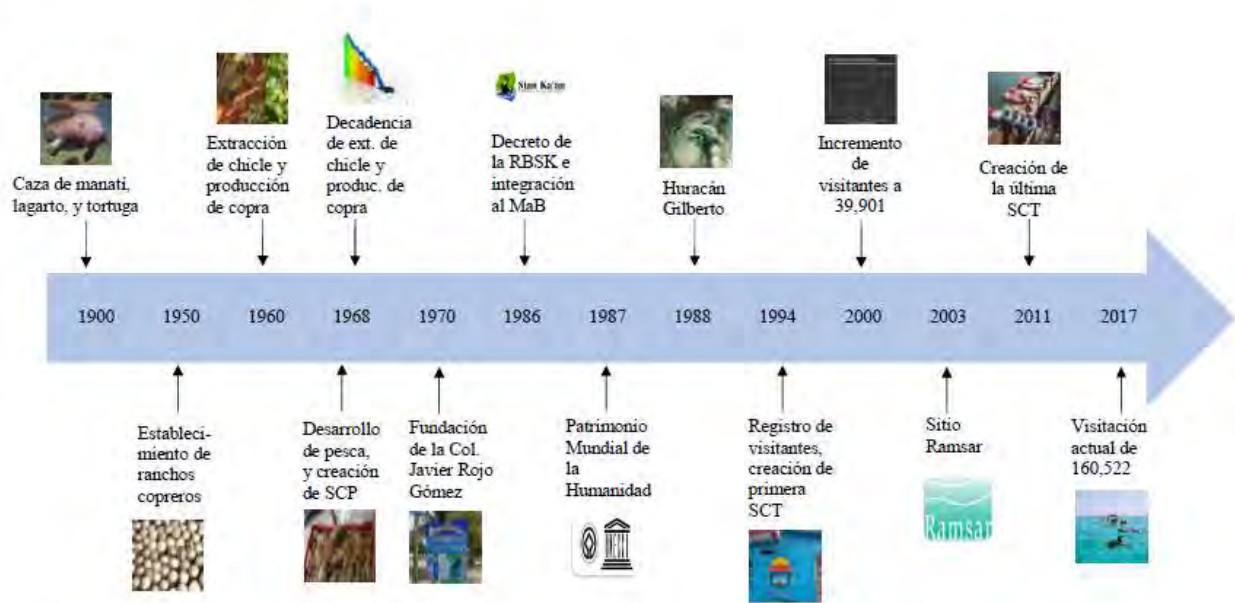 Caza de manatí,
lagarto, y tortuga
Extracción
de chicle y
producción
de copra
Decadencia
de ext. de
chicle y
produc. de
copra
Sian Ka'an
Decreto de
la RBSK e
integración
al MaB
Huracán
Gilberto
Incremento
de
visitantes a
39,901
Creación de
la última
SCT
1900 1950 1960 1968 1970 1986 1987 1988 1994 2000 2003 2011 2017
Estableci-
miento de
ranchos
copreros
Desarrollo
de pesca,
y creación
de SCP
Fundación
de la Col.
Javier Rojo
Gómez
Patrimonio
Mundial de
la
Humanidad
Registro de
visitantes,
creación de
primera
SCT
Sitio
Ramsar
Ramsar
Visitación
actual de
160,522